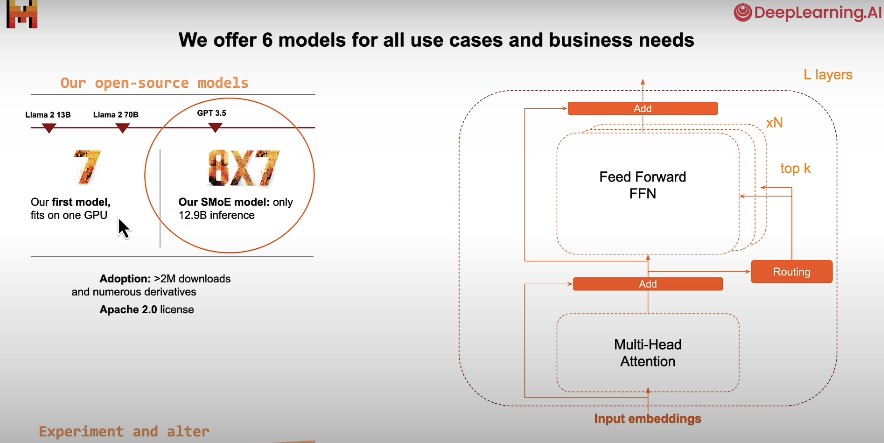 DeepLearning.AI
We offer 6 models for all use cases and business needs
Our open-source models
Llama 2 13B
Llama 2 70B
GPT 3.5
7
8X7
Our first model,
fits on one GPU
Our SMoE model: only
12.9B inference
Adoption: >2M downloads
and numerous derivatives
Apache 2.0 license
Experiment and alter
L layers
Add
xN
Feed Forward
FFN
top k
Routing
Add
Multi-Head
Attention
Input embeddings